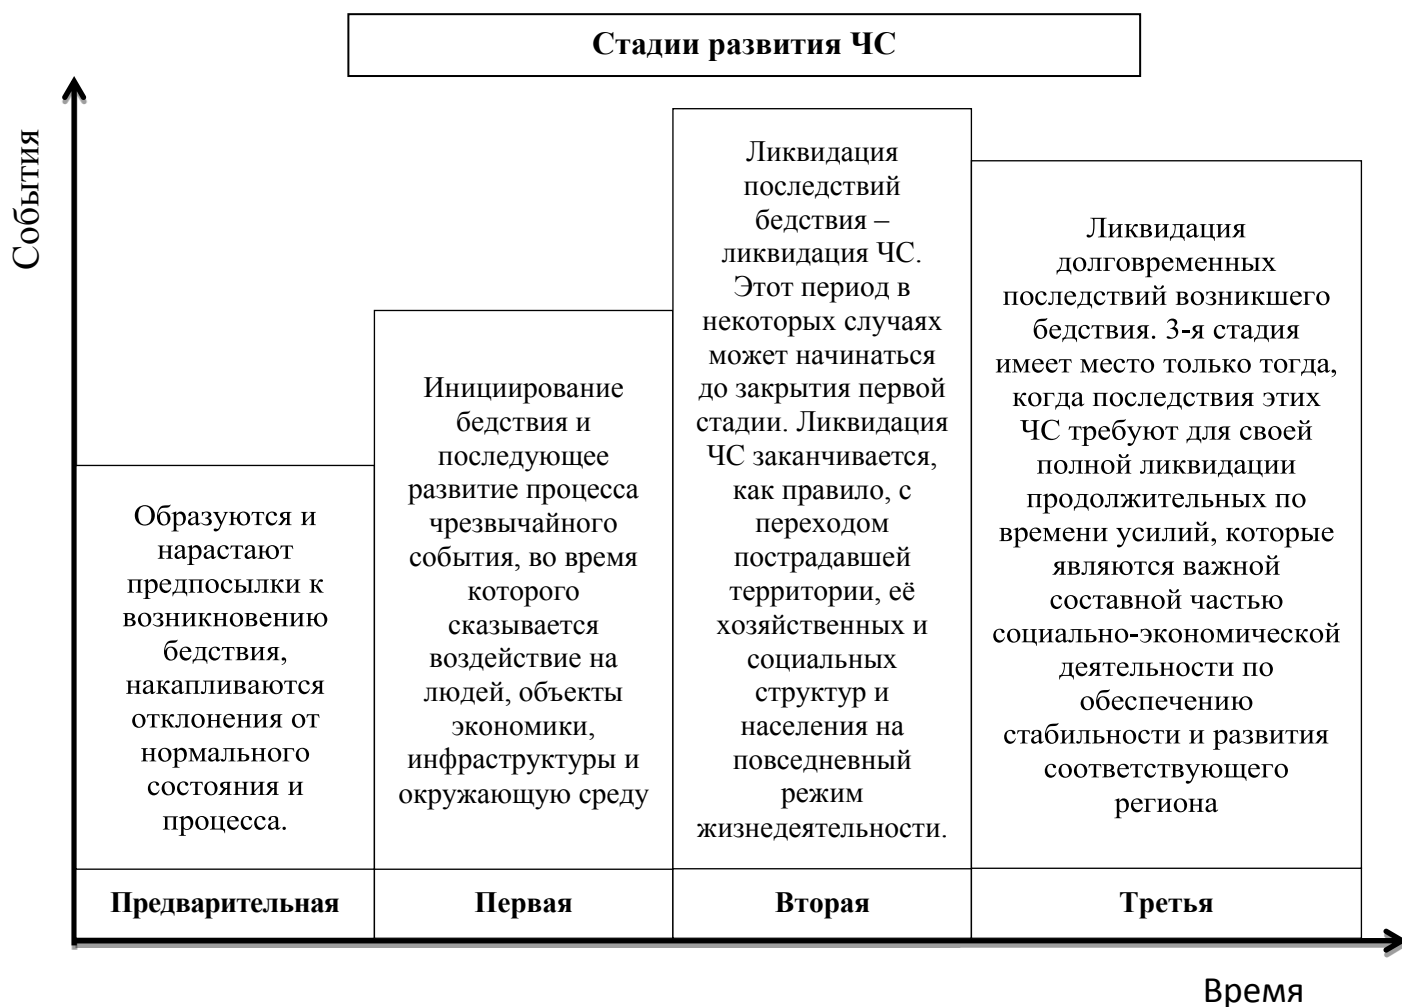 Стадии развития ЧС
События
Образуются и
нарастают
предпосылки к
возникновению
бедствия,
накапливаются
отклонения от
нормального
состояния и
процесса.
Предварительная
Инициирование
бедствия и
последующее
развитие процесса
чрезвычайного
события, во время
которого
сказывается
воздействие на
людей, объекты
экономики,
инфраструктуры и
окружающую среду
Первая
Ликвидация
последствий
бедствия –
ликвидация ЧС.
Этот период в
некоторых случаях
может начинаться
до закрытия первой
стадии. Ликвидация
ЧС заканчивается,
как правило, с
переходом
пострадавшей
территории, её
хозяйственных и
социальных
структур и
населения на
повседневный
режим
жизнедеятельности.
Вторая
Ликвидация
долговременных
последствий возникшего
бедствия. 3-я стадия
имеет место только тогда,
когда последствия этих
ЧС требуют для своей
полной ликвидации
продолжительных по
времени усилий, которые
являются важной
составной частью
социально-экономической
деятельности по
обеспечению
стабильности и развития
соответствующего
региона
Третья
Время